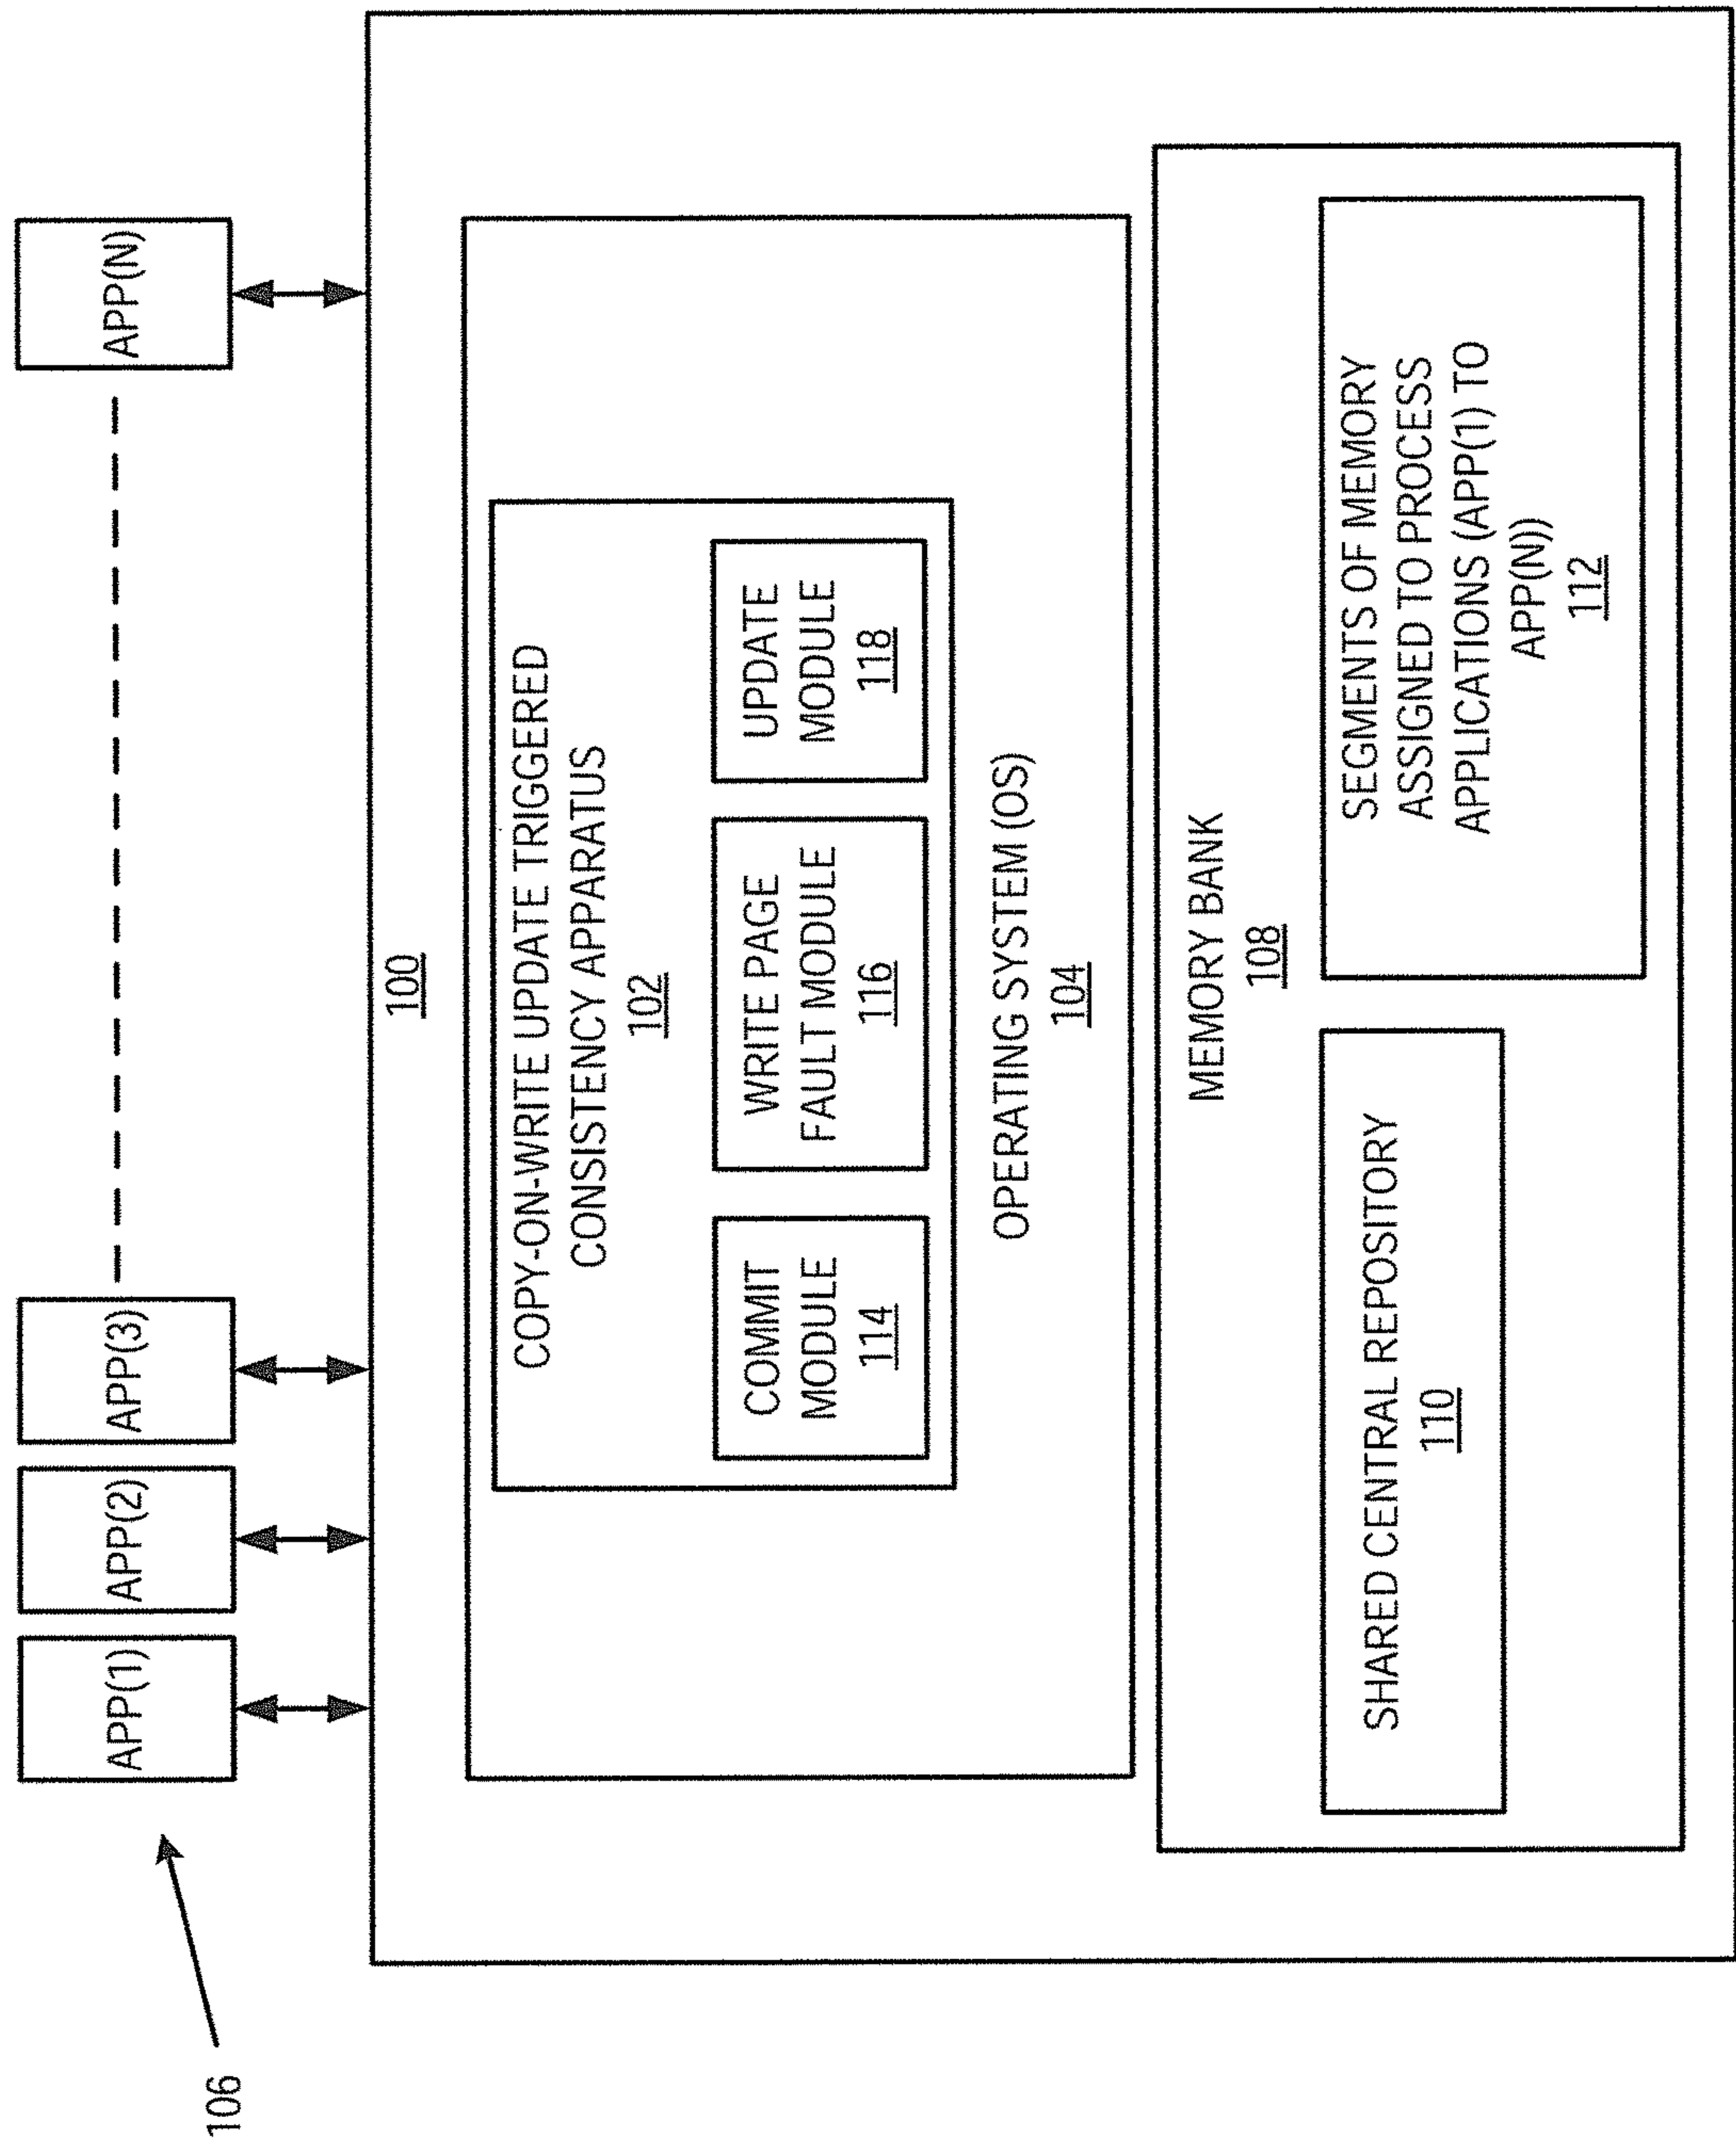 106
APP(1)
APP(2)
APP(3)
APP(N)
100
COPY-ON-WRITE UPDATE TRIGGERED
CONSISTENCY APPARATUS
102
COMMIT
MODULE
114
WRITE PAGE
FAULT MODULE
116
UPDATE
MODULE
118
OPERATING SYSTEM (OS)
104
MEMORY BANK
108
SHARED CENTRAL REPOSITORY
110
SEGMENTS OF MEMORY
ASSIGNED TO PROCESS
APPLICATIONS (APP(1) TO
APP(N))
112